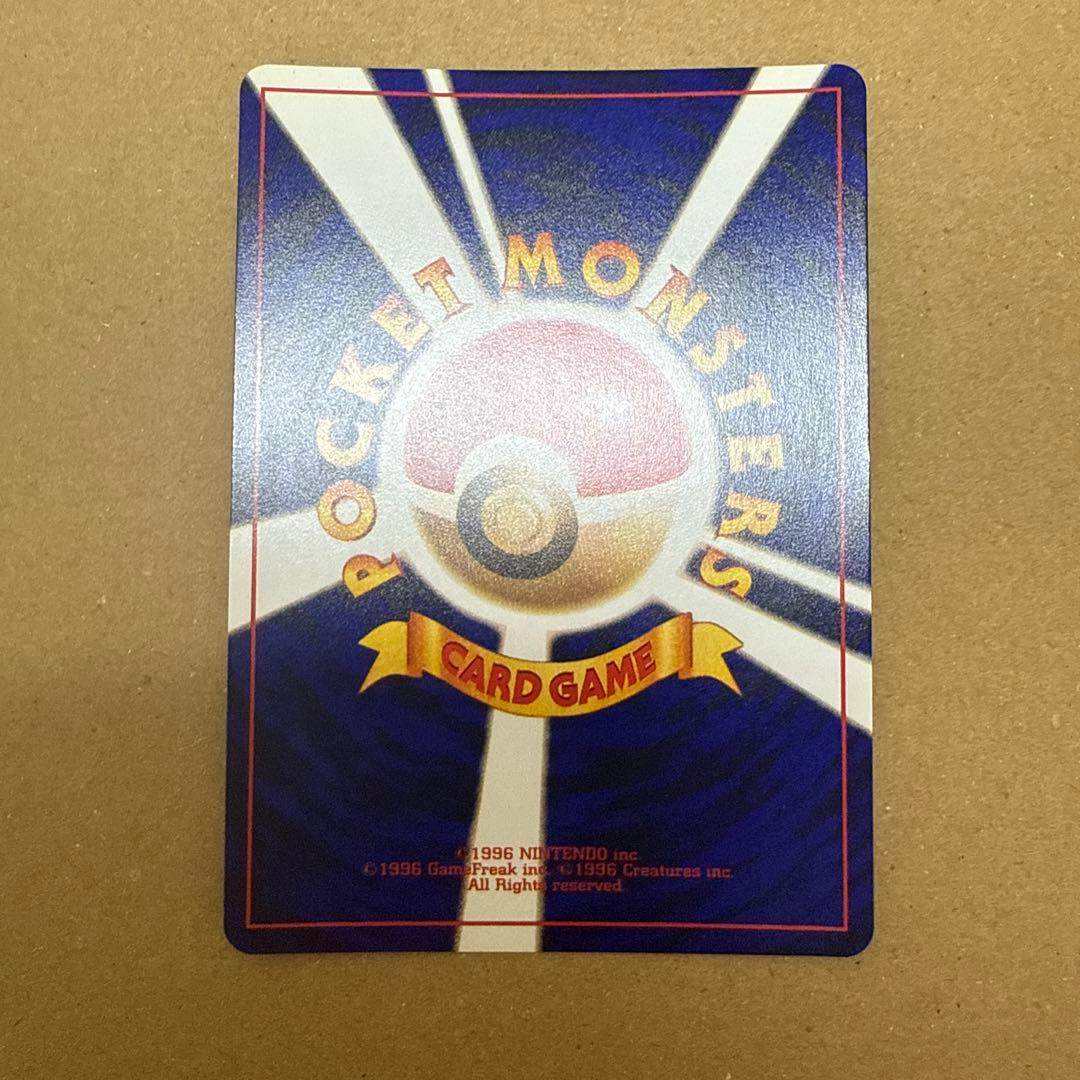 POCKET MONSTERS
CARD GAME
©1996 NINTENDO inc.
©1996 GameFreak inc. ©1996 Creatures inc.
All Rights reserved.